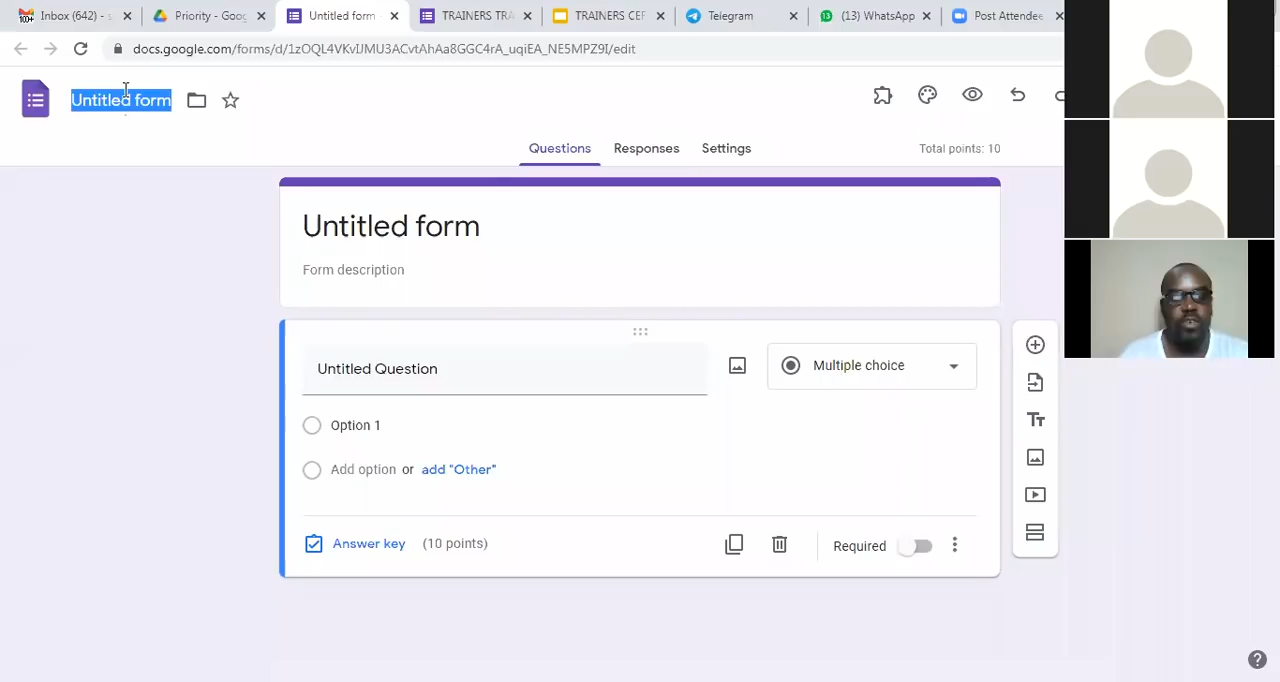 Inbox (642) - s
Priority - Goog
Untitled form
TRAINERS TRA
TRAINERS CEF
Telegram
(13) WhatsApp
Post Attendee
docs.google.com/forms/d/1zOQL4VKvIJMU3ACvtAhAa8GGC4rA_uqiEA_NE5MPZ9I/edit
Untitled form
Questions
Responses
Settings
Total points: 10
Untitled form
Form description
Untitled Question
Multiple choice
Option 1
Add option or add "Other"
Answer key (10 points)
Required